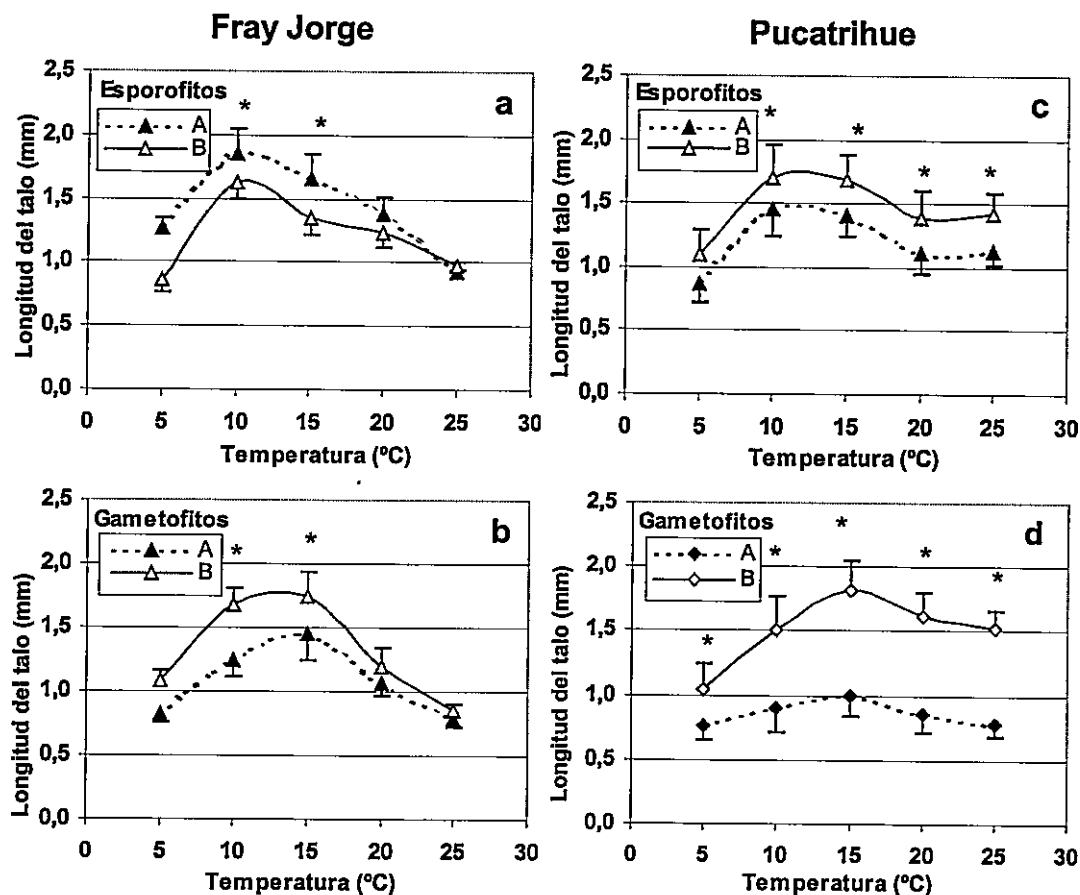 Fray Jorge
Pucatrihue
Longitud del talo (mm)
2,5
2,0
1,5
1,0
0,5
0,0
Esporofitos
A
B
*
*
a
0 5 10 15 20 25 30
Temperatura (ºC)
Longitud del talo (mm)
2,5
2,0
1,5
1,0
0,5
0,0
Esporofitos
A
B
*
*
*
*
c
0 5 10 15 20 25 30
Temperatura (ºC)
Longitud del talo (mm)
2,5
2,0
1,5
1,0
0,5
0,0
Gametofitos
A
B
*
*
b
0 5 10 15 20 25 30
Temperatura (ºC)
Longitud del talo (mm)
2,5
2,0
1,5
1,0
0,5
0,0
Gametofitos
A
B
*
*
*
*
*
d
0 5 10 15 20 25 30
Temperatura (ºC)